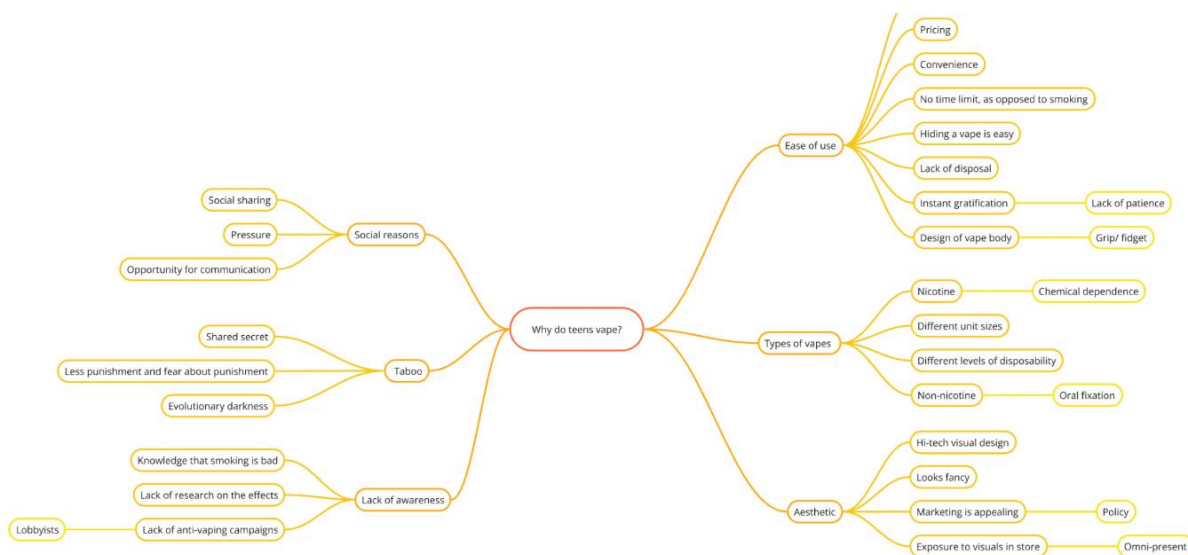 Why do teens vape?
Social reasons
Social sharing
Pressure
Opportunity for communication
Taboo
Shared secret
Less punishment and fear about punishment
Evolutionary darkness
Lack of awareness
Knowledge that smoking is bad
Lack of research on the effects
Lack of anti-vaping campaigns
Lobbyists
Ease of use
Pricing
Convenience
No time limit, as opposed to smoking
Hiding a vape is easy
Lack of disposal
Instant gratification
Lack of patience
Design of vape body
Grip/ fidget
Types of vapes
Nicotine
Chemical dependence
Different unit sizes
Different levels of disposability
Non-nicotine
Oral fixation
Aesthetic
Hi-tech visual design
Looks fancy
Marketing is appealing
Policy
Exposure to visuals in store
Omni-present